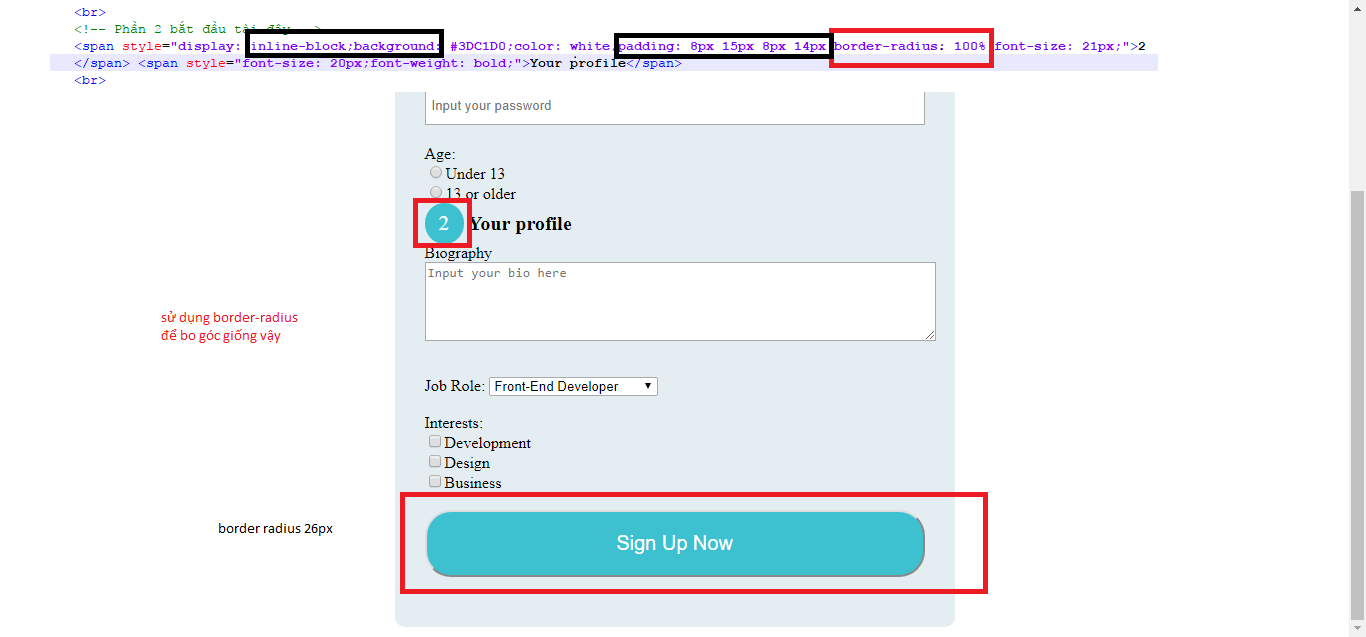 <br>
<!-- Phần 2 bắt đầu tại đây -->
<span style="display: inline-block;background: #3DC1D0;color: white;padding: 8px 15px 8px 14px;border-radius: 100%;font-size: 21px;">2
</span> <span style="font-size: 20px;font-weight: bold;">Your profile</span>
<br>
Input your password
Age:
Under 13
13 or older
2 Your profile
Biography
Input your bio here
sử dụng border-radius
để bo góc giống vậy
Job Role: Front-End Developer
Interests:
Development
Design
Business
border radius 26px
Sign Up Now